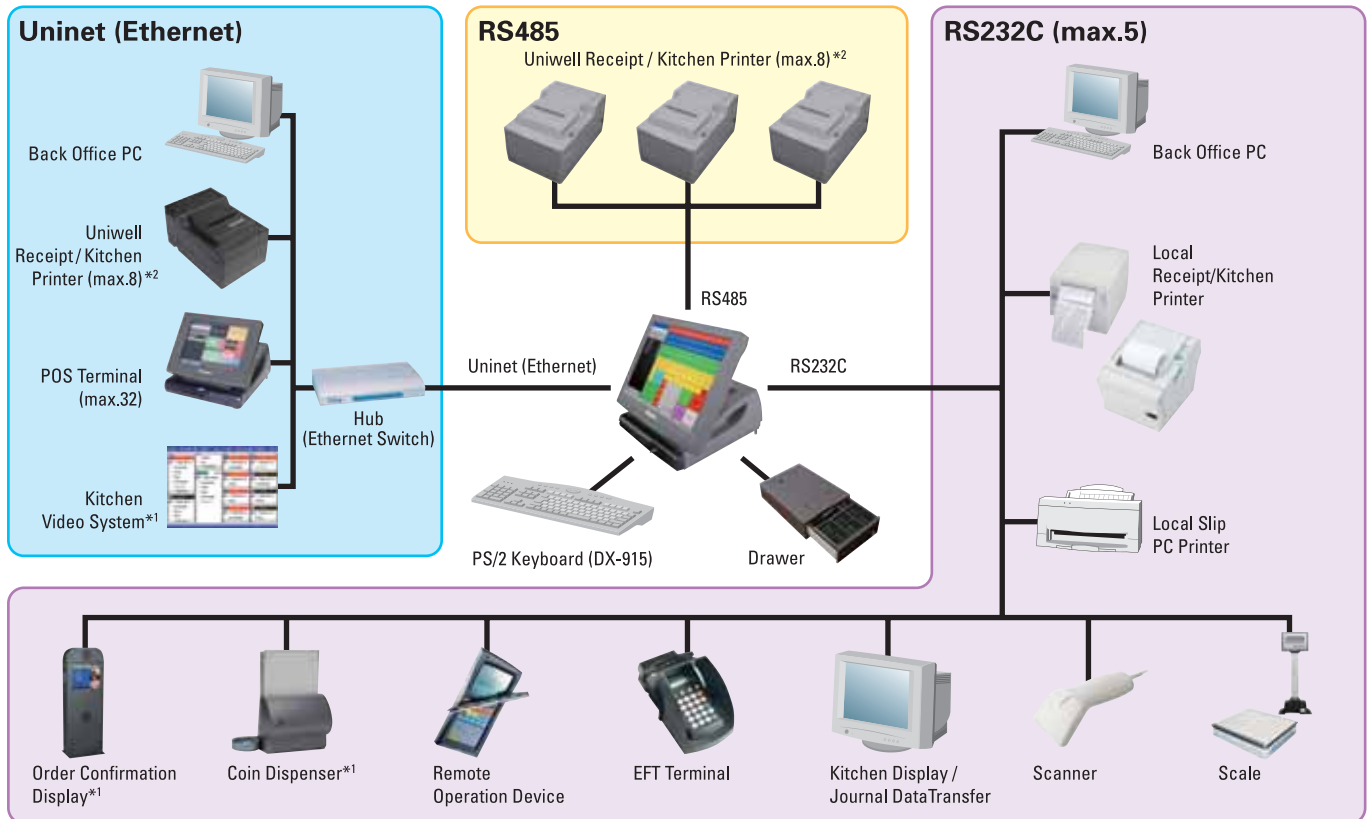 Uninet (Ethernet)
Back Office PC
Uniwell
Receipt / Kitchen
Printer (max.8)*2
POS Terminal
(max.32)
Kitchen
Video System*1
Hub
(Ethernet Switch)
RS485
Uniwell Receipt / Kitchen Printer (max.8)*2
RS485
Uninet (Ethernet)
RS232C
PS/2 Keyboard (DX-915)
Drawer
RS232C (max.5)
Back Office PC
Local
Receipt/Kitchen
Printer
Local Slip
PC Printer
Order Confirmation
Display*1
Coin Dispenser*1
Remote
Operation Device
EFT Terminal
Kitchen Display /
Journal DataTransfer
Scanner
Scale